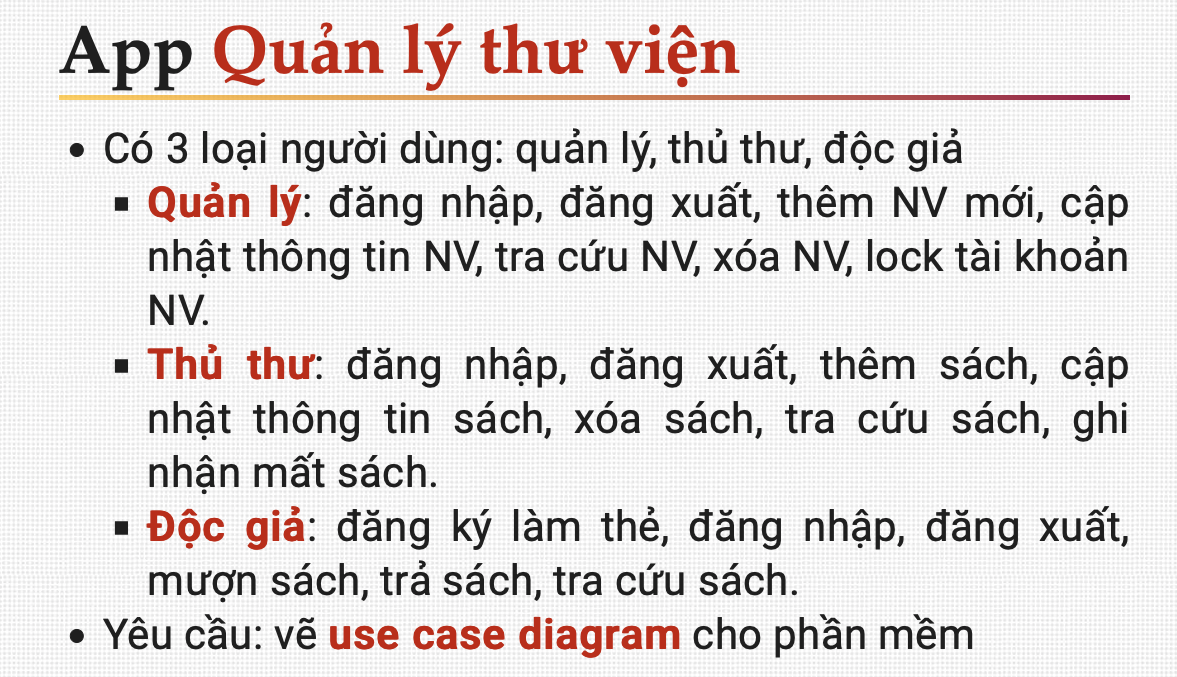 App Quản lý thư viện
• Có 3 loại người dùng: quản lý, thủ thư, độc giả
▪ Quản lý: đăng nhập, đăng xuất, thêm NV mới, cập
nhật thông tin NV, tra cứu NV, xóa NV, lock tài khoản
NV.
▪ Thủ thư: đăng nhập, đăng xuất, thêm sách, cập
nhật thông tin sách, xóa sách, tra cứu sách, ghi
nhận mất sách.
▪ Độc giả: đăng ký làm thẻ, đăng nhập, đăng xuất,
mượn sách, trả sách, tra cứu sách.
• Yêu cầu: vẽ use case diagram cho phần mềm